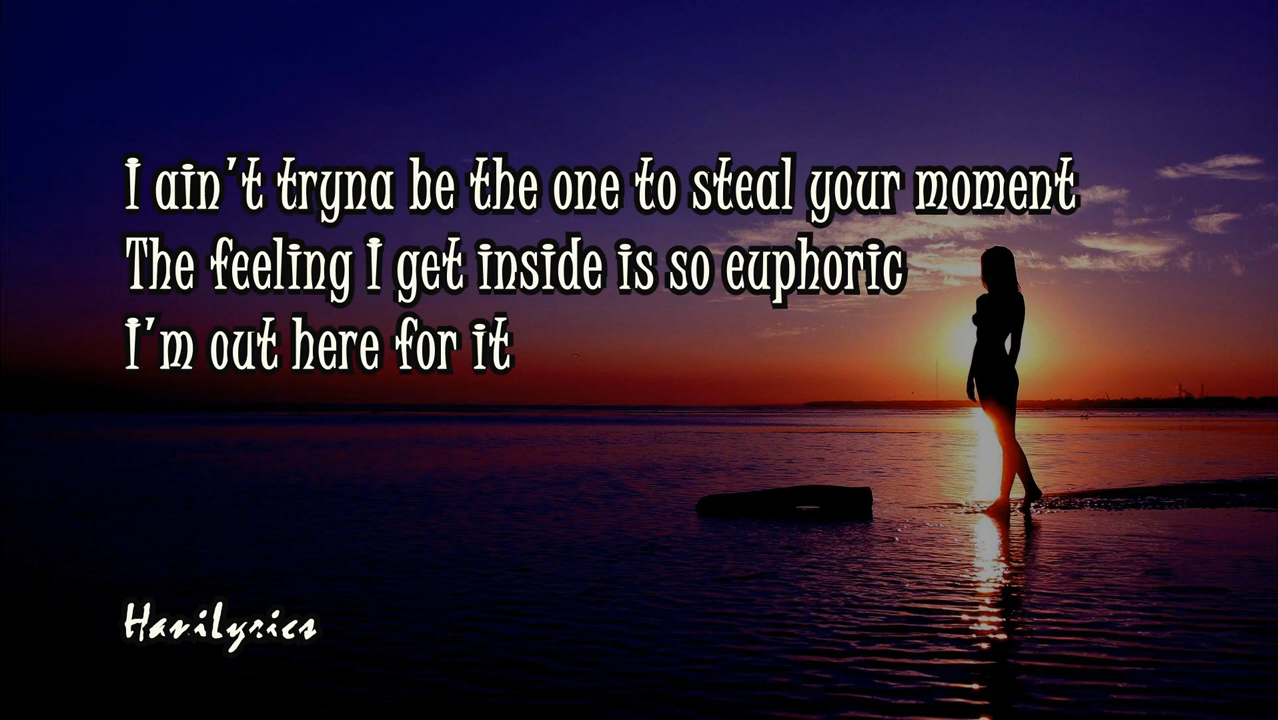 I ain't tryna be the one to steal your moment
The feeling I get inside is so euphoric
I'm out here for it
HaviLyrics